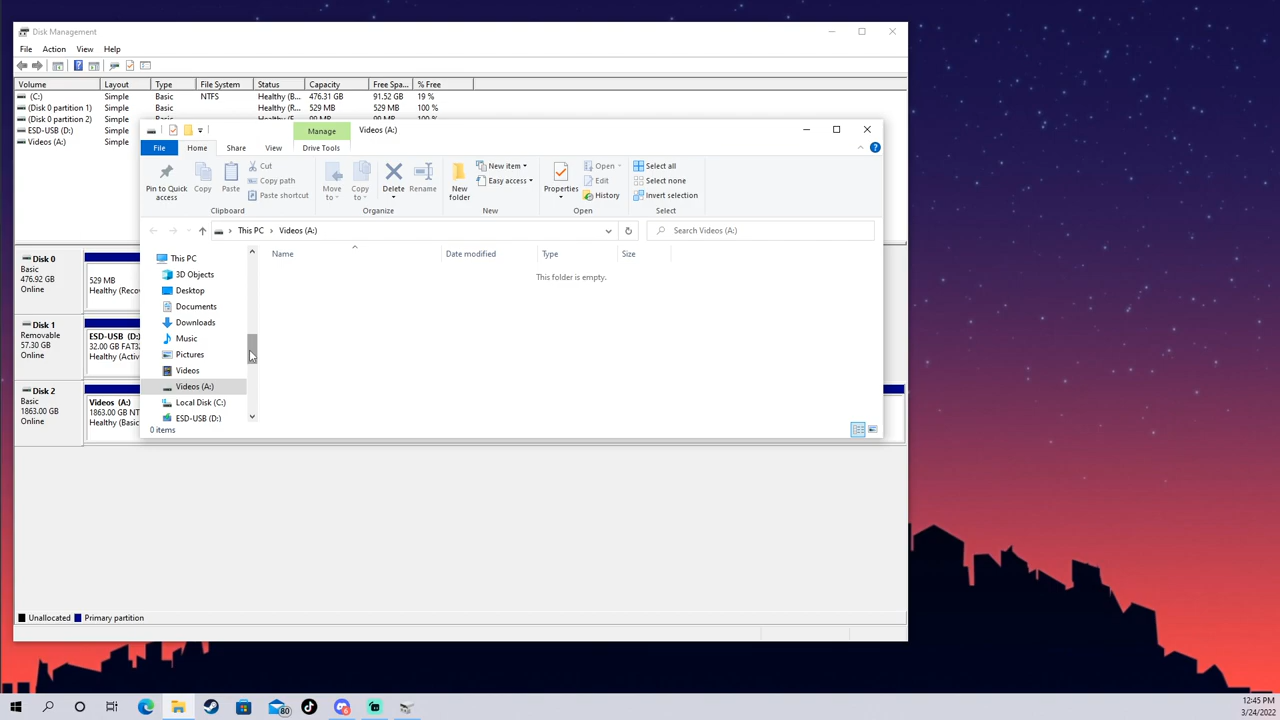 Disk Management
File Action View Help
Volume Layout Type File System Status Capacity Free Spa... % Free
(C:) Simple Basic NTFS Healthy (B... 476.31 GB 91.52 GB 19 %
(Disk 0 partition 1) Simple Basic Healthy (R... 529 MB 529 MB 100 %
(Disk 0 partition 2) Simple Basic Healthy (E... 99 MB 99 MB 100 %
ESD-USB (D:) Simple
Videos (A:) Simple
Manage Videos (A:)
File Home Share View Drive Tools
Pin to Quick access
Copy
Paste
Cut
Copy path
Paste shortcut
Clipboard
Move to
Copy to
Delete
Rename
Organize
New folder
New item
Easy access
New
Properties
Open
Edit
History
Open
Select all
Select none
Invert selection
Select
This PC Videos (A:)
Search Videos (A:)
Name Date modified Type Size
This folder is empty.
This PC
3D Objects
Desktop
Documents
Downloads
Music
Pictures
Videos
Videos (A:)
Local Disk (C:)
ESD-USB (D:)
0 items
Disk 0
Basic
476.92 GB
Online
529 MB
Healthy (Reco
Disk 1
Removable
57.30 GB
Online
ESD-USB (D:
32.00 GB FAT3
Healthy (Activ
Disk 2
Basic
1863.00 GB
Online
Videos (A:)
1863.00 GB NT
Healthy (Basic
Unallocated Primary partition
80
12:45 PM
3/24/2022